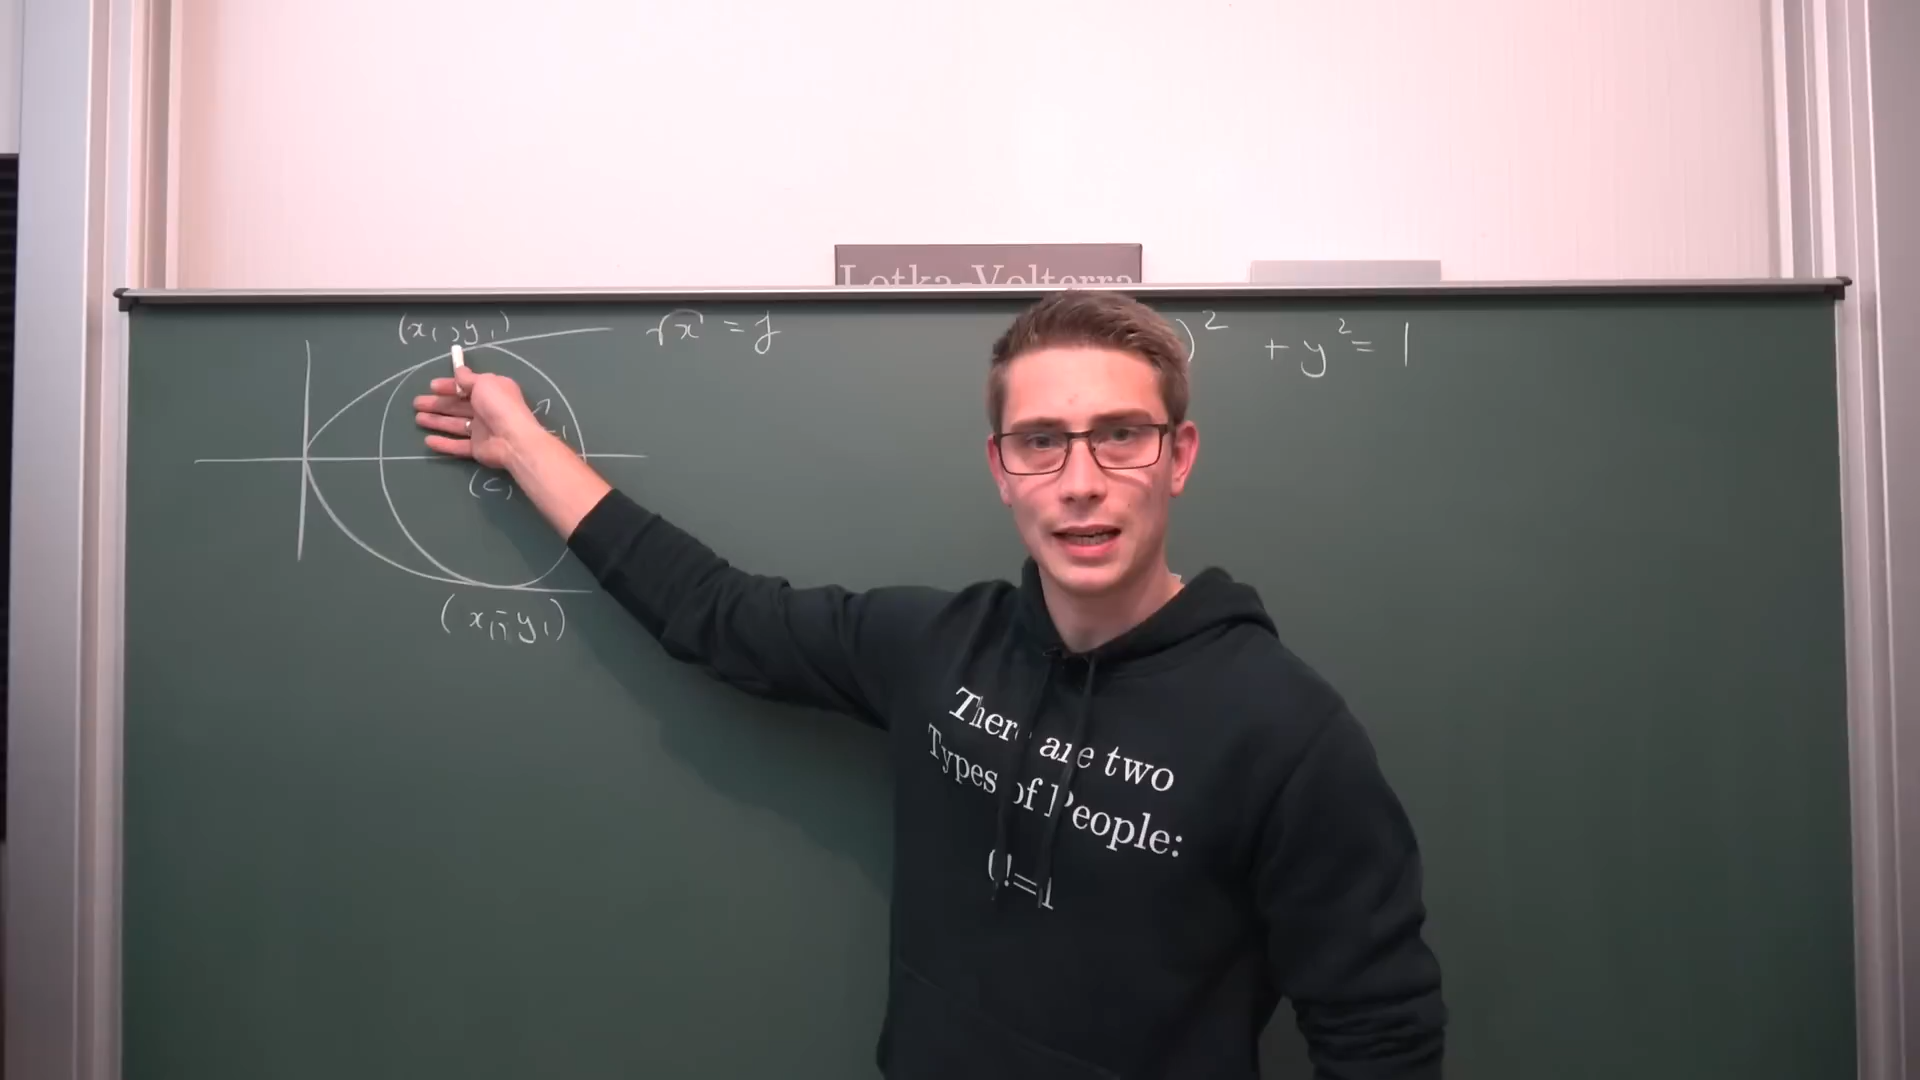 Lotka-Volterra
(x₁, y₁)
√x = y
)² + y² = 1
(c,
(x₁, -y₁)
There are two
Types of People:
0!=1